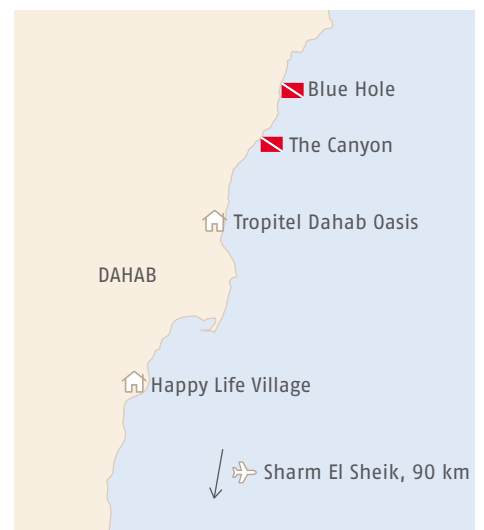 Blue Hole
The Canyon
Tropitel Dahab Oasis
DAHAB
Happy Life Village
Sharm El Sheik, 90 km